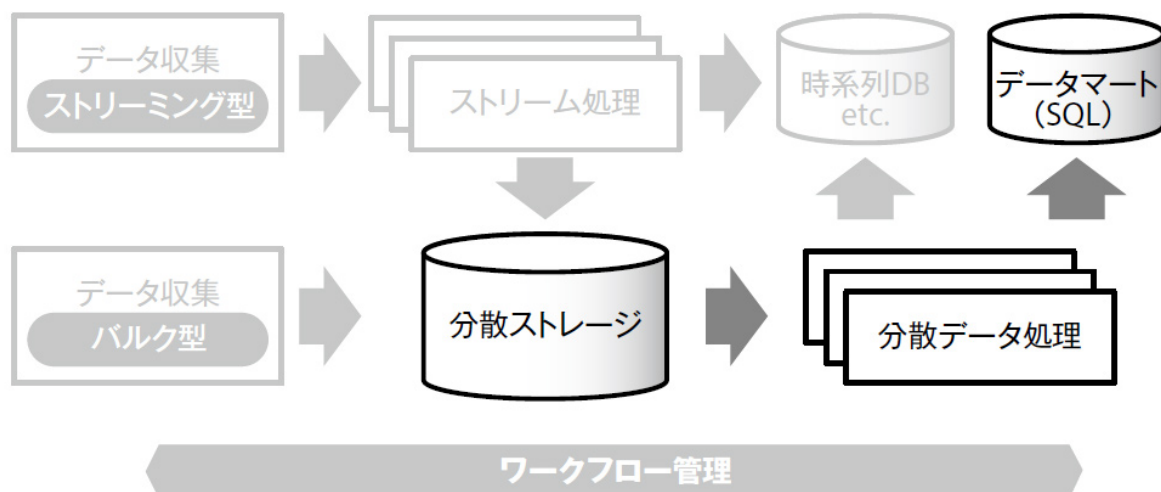 データ収集
ストリーミング型
ストリーム処理
時系列DB
etc.
データマート
（SQL）
データ収集
バルク型
分散ストレージ
分散データ処理
ワークフロー管理